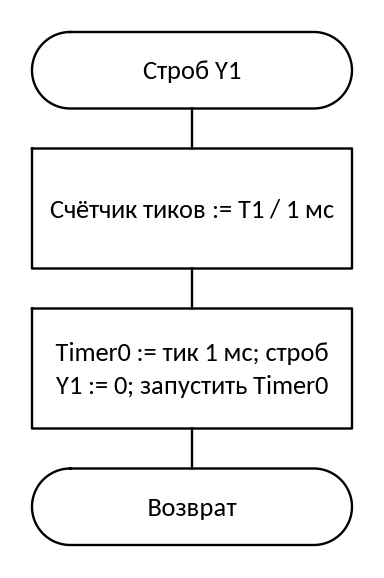 Строб Y1
Счётчик тиков := T1 / 1 мс
Timer0 := тик 1 мс; строб
Y1 := 0; запустить Timer0
Возврат